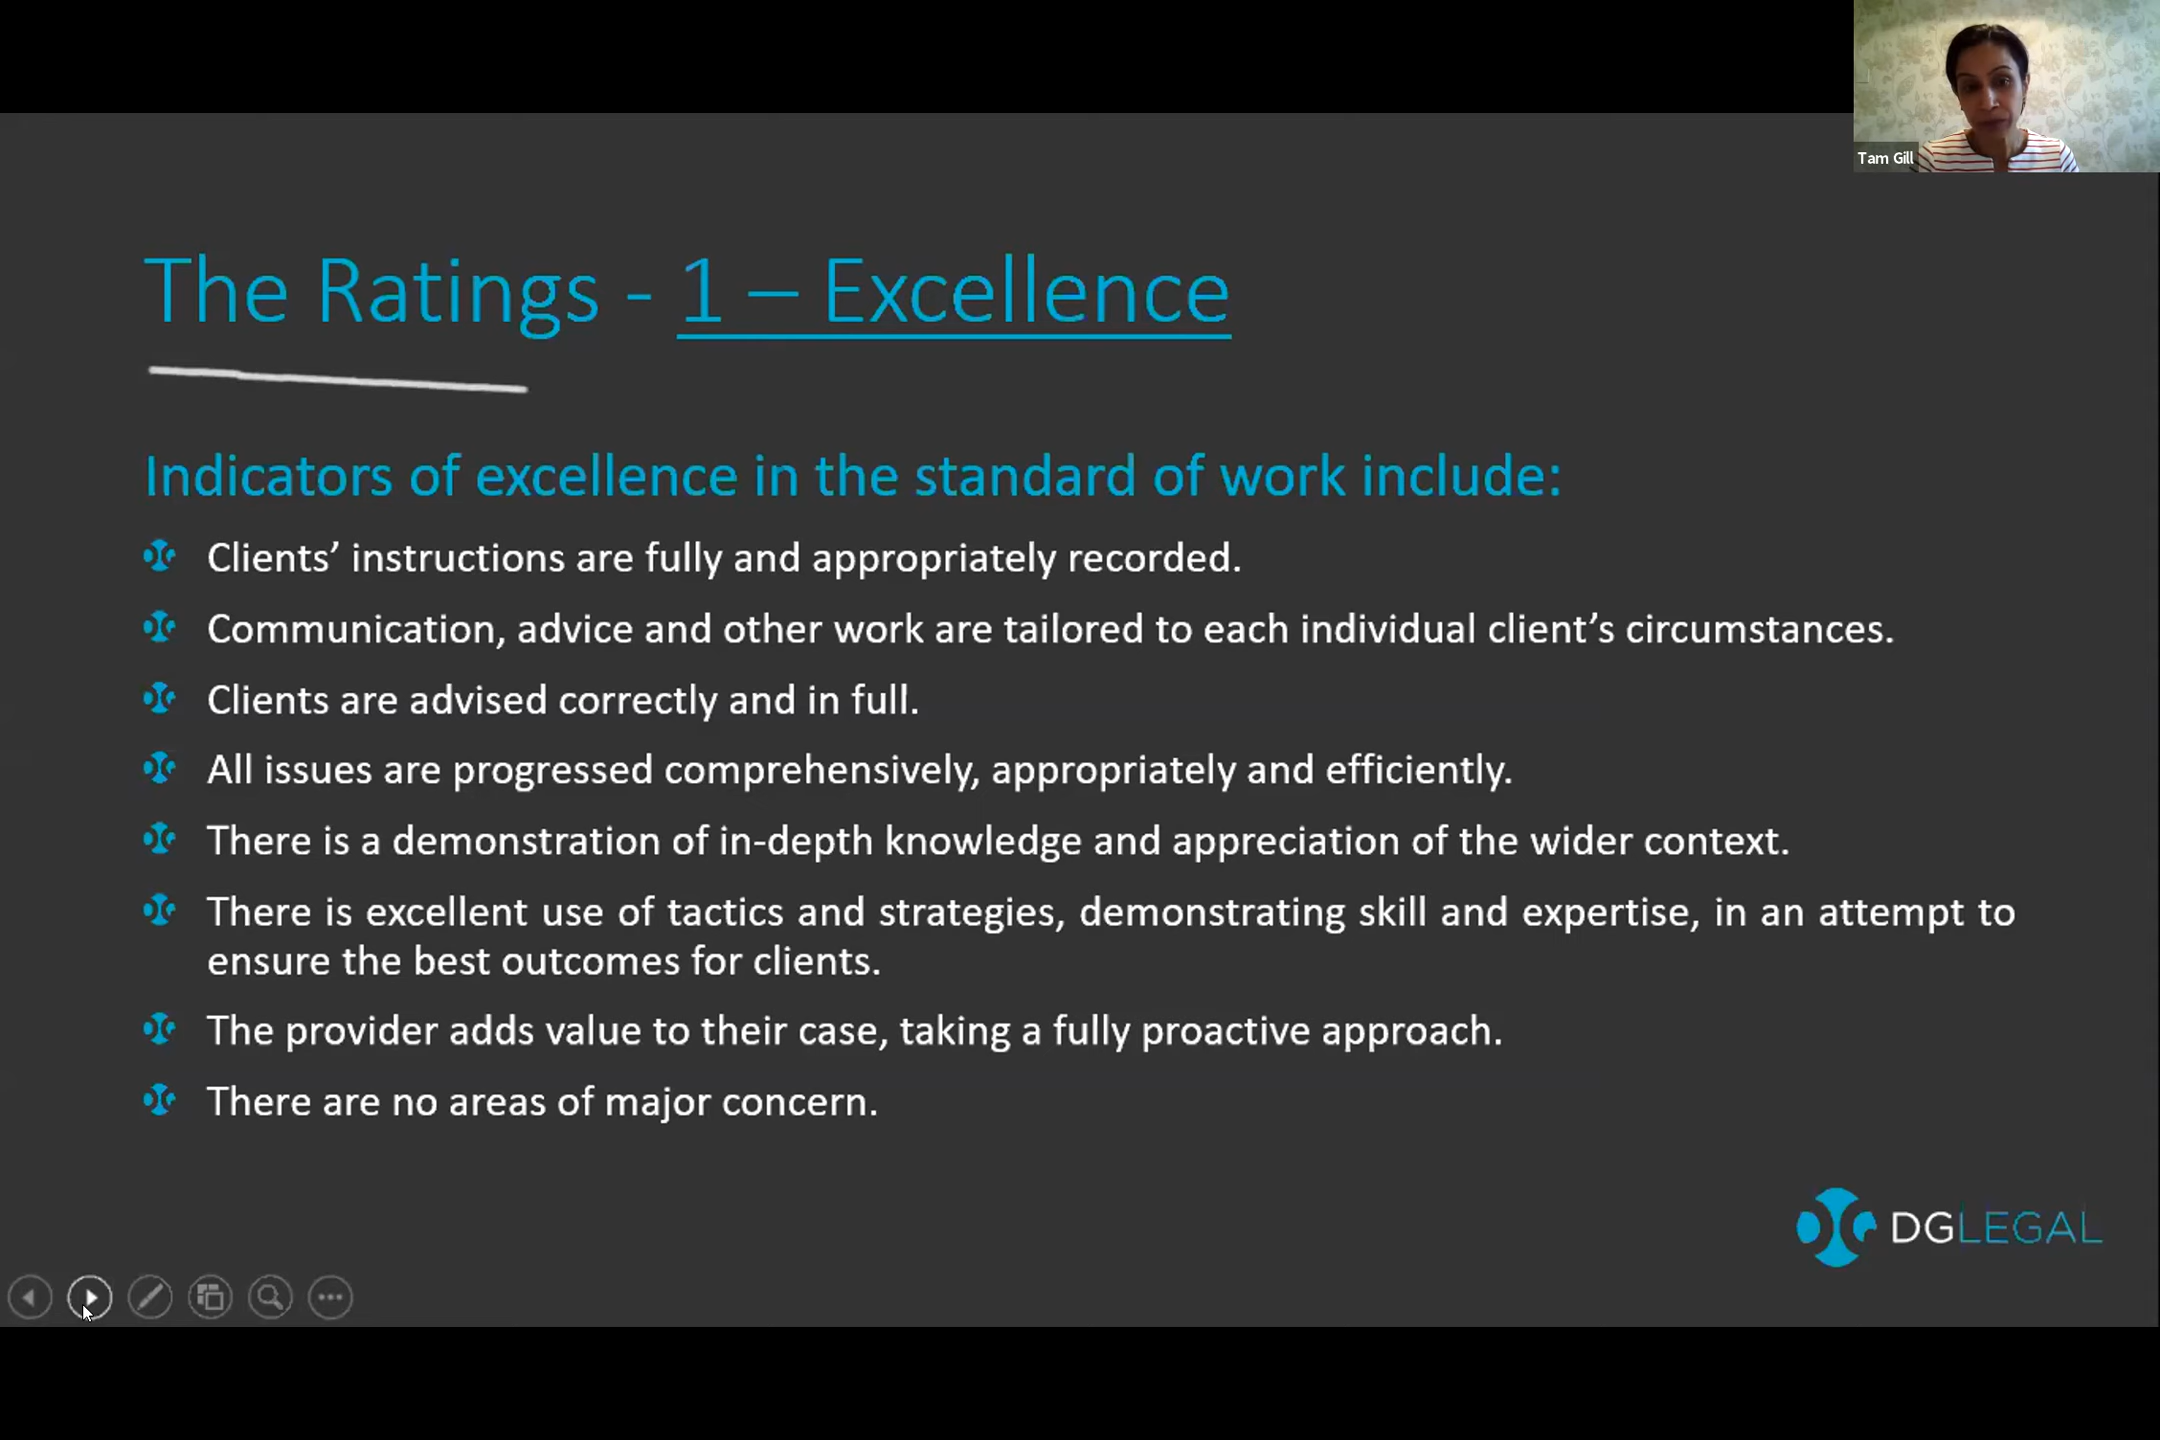 Tam Gill
The Ratings - 1 – Excellence
Indicators of excellence in the standard of work include:
Clients’ instructions are fully and appropriately recorded.
Communication, advice and other work are tailored to each individual client’s circumstances.
Clients are advised correctly and in full.
All issues are progressed comprehensively, appropriately and efficiently.
There is a demonstration of in-depth knowledge and appreciation of the wider context.
There is excellent use of tactics and strategies, demonstrating skill and expertise, in an attempt to
ensure the best outcomes for clients.
The provider adds value to their case, taking a fully proactive approach.
There are no areas of major concern.
DGLEGAL